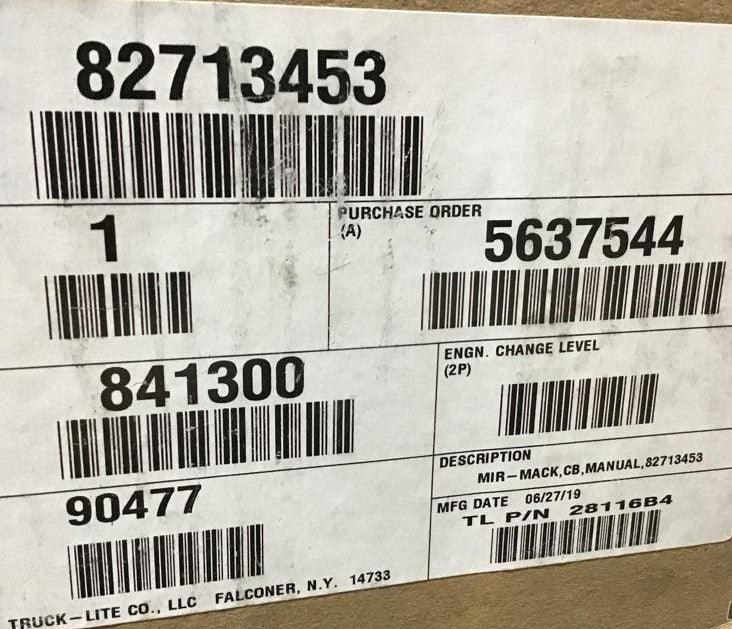 82713453
1
PURCHASE ORDER
(A)
5637544
841300
ENGN. CHANGE LEVEL
(2P)
90477
DESCRIPTION
MIR-MACK,CB,MANUAL,82713453
MFG DATE 06/27/19
TL P/N 28116B4
TRUCK-LITE CO., LLC FALCONER, N.Y. 14733